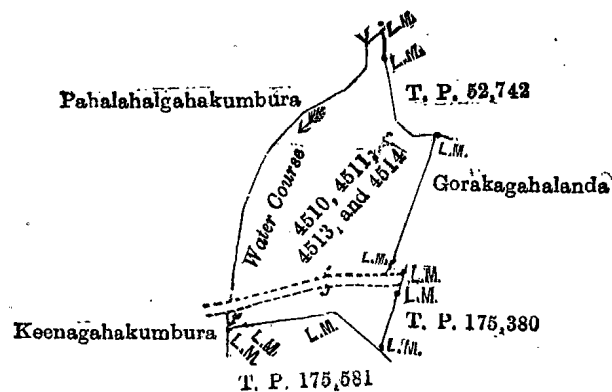 L.M.
L.M.
Pahalahalgahakumbura
T. P. 52,742
L.M.
Water Course
4510, 4511,
4513, and 4514
Gorakagahalanda
L.M.
L.M.
L.M.
Keenagahakumbura
L.M.
L.M.
L.M.
T. P. 175,380
L.M.
T. P. 175,581